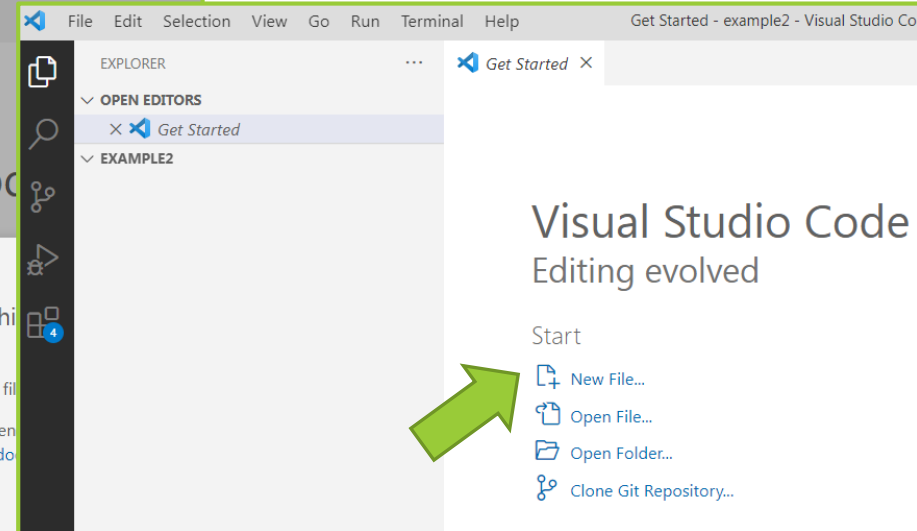 File Edit Selection View Go Run Terminal Help Get Started - example2 - Visual Studio Co
EXPLORER ...
OPEN EDITORS
Get Started
EXAMPLE2
4
Get Started
Visual Studio Code
Editing evolved
Start
New File...
Open File...
Open Folder...
Clone Git Repository...